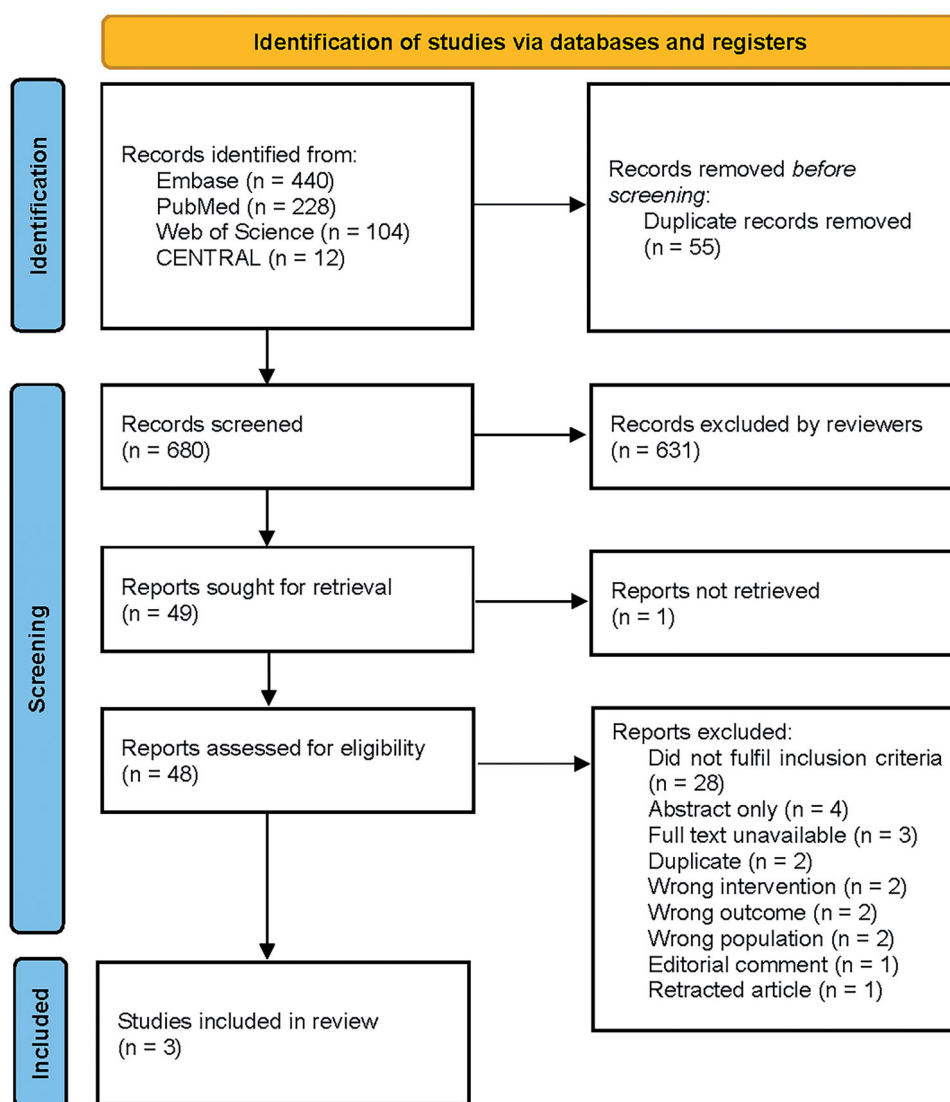 Identification of studies via databases and registers
Identification
Records identified from:
Embase (n = 440)
PubMed (n = 228)
Web of Science (n = 104)
CENTRAL (n = 12)
Records removed before
screening:
Duplicate records removed
(n = 55)
Screening
Records screened
(n = 680)
Records excluded by reviewers
(n = 631)
Reports sought for retrieval
(n = 49)
Reports not retrieved
(n = 1)
Reports assessed for eligibility
(n = 48)
Reports excluded:
Did not fulfil inclusion criteria
(n = 28)
Abstract only (n = 4)
Full text unavailable (n = 3)
Duplicate (n = 2)
Wrong intervention (n = 2)
Wrong outcome (n = 2)
Wrong population (n = 2)
Editorial comment (n = 1)
Retracted article (n = 1)
Included
Studies included in review
(n = 3)